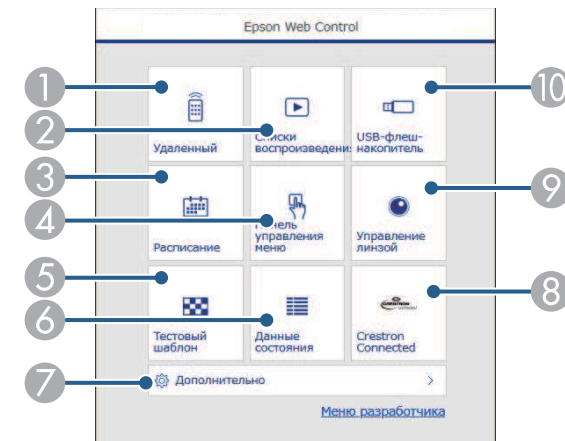 Epson Web Control
1
2
10
Удаленный
Списки
воспроизведени
USB-флеш-
накопитель
3
4
9
Расписание
Панель
управления
меню
Управление
линзой
5
6
8
CRESTRON
Тестовый
шаблон
Данные
состояния
Crestron
Connected
7
Дополнительно
Меню разработчика